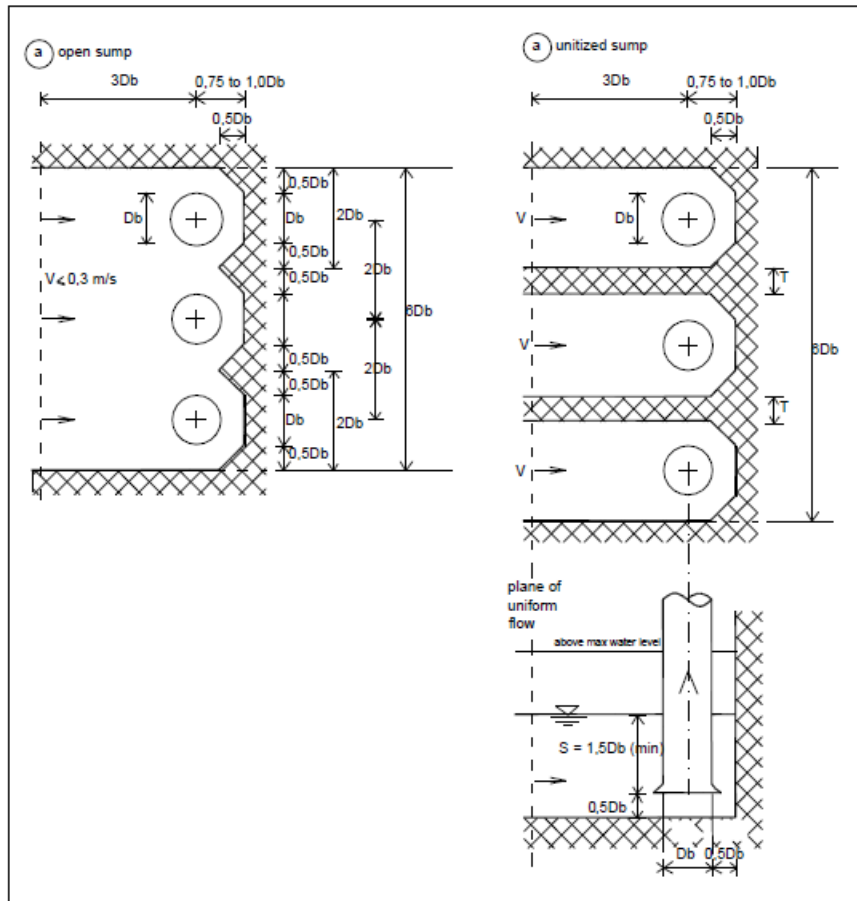 a open sump
3Db
0,75 to 1,0Db
0,5Db
0,5Db
Db
Db
2Db
0,5Db
2Db
V⩽0,3 m/s
0,5Db
6Db
0,5Db
2Db
0,5Db
Db
2Db
0,5Db
a unitized sump
3Db
0,75 to 1,0Db
0,5Db
V
Db
T
V
6Db
T
V
plane of
uniform
flow
above max water level
S = 1,5Db (min)
0,5Db
Db
0,5Db